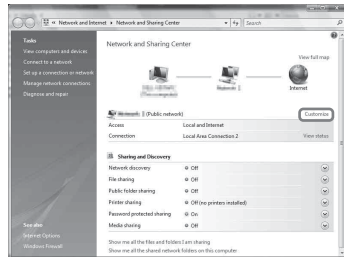 « Network and Internet ▸ Network and Sharing Center
Search
Tasks
View computers and devices
Connect to a network
Set up a connection or network
Manage network connections
Diagnose and repair
Network and Sharing Center
View full map
Internet
(Public network)
Customize
Access Local and Internet
Connection Local Area Connection 2 View status
Sharing and Discovery
Network discovery Off
File sharing Off
Public folder sharing Off
Printer sharing Off (no printers installed)
Password protected sharing On
Media sharing Off
Show me all the files and folders I am sharing
Show me all the shared network folders on this computer
See also
Internet Options
Windows Firewall